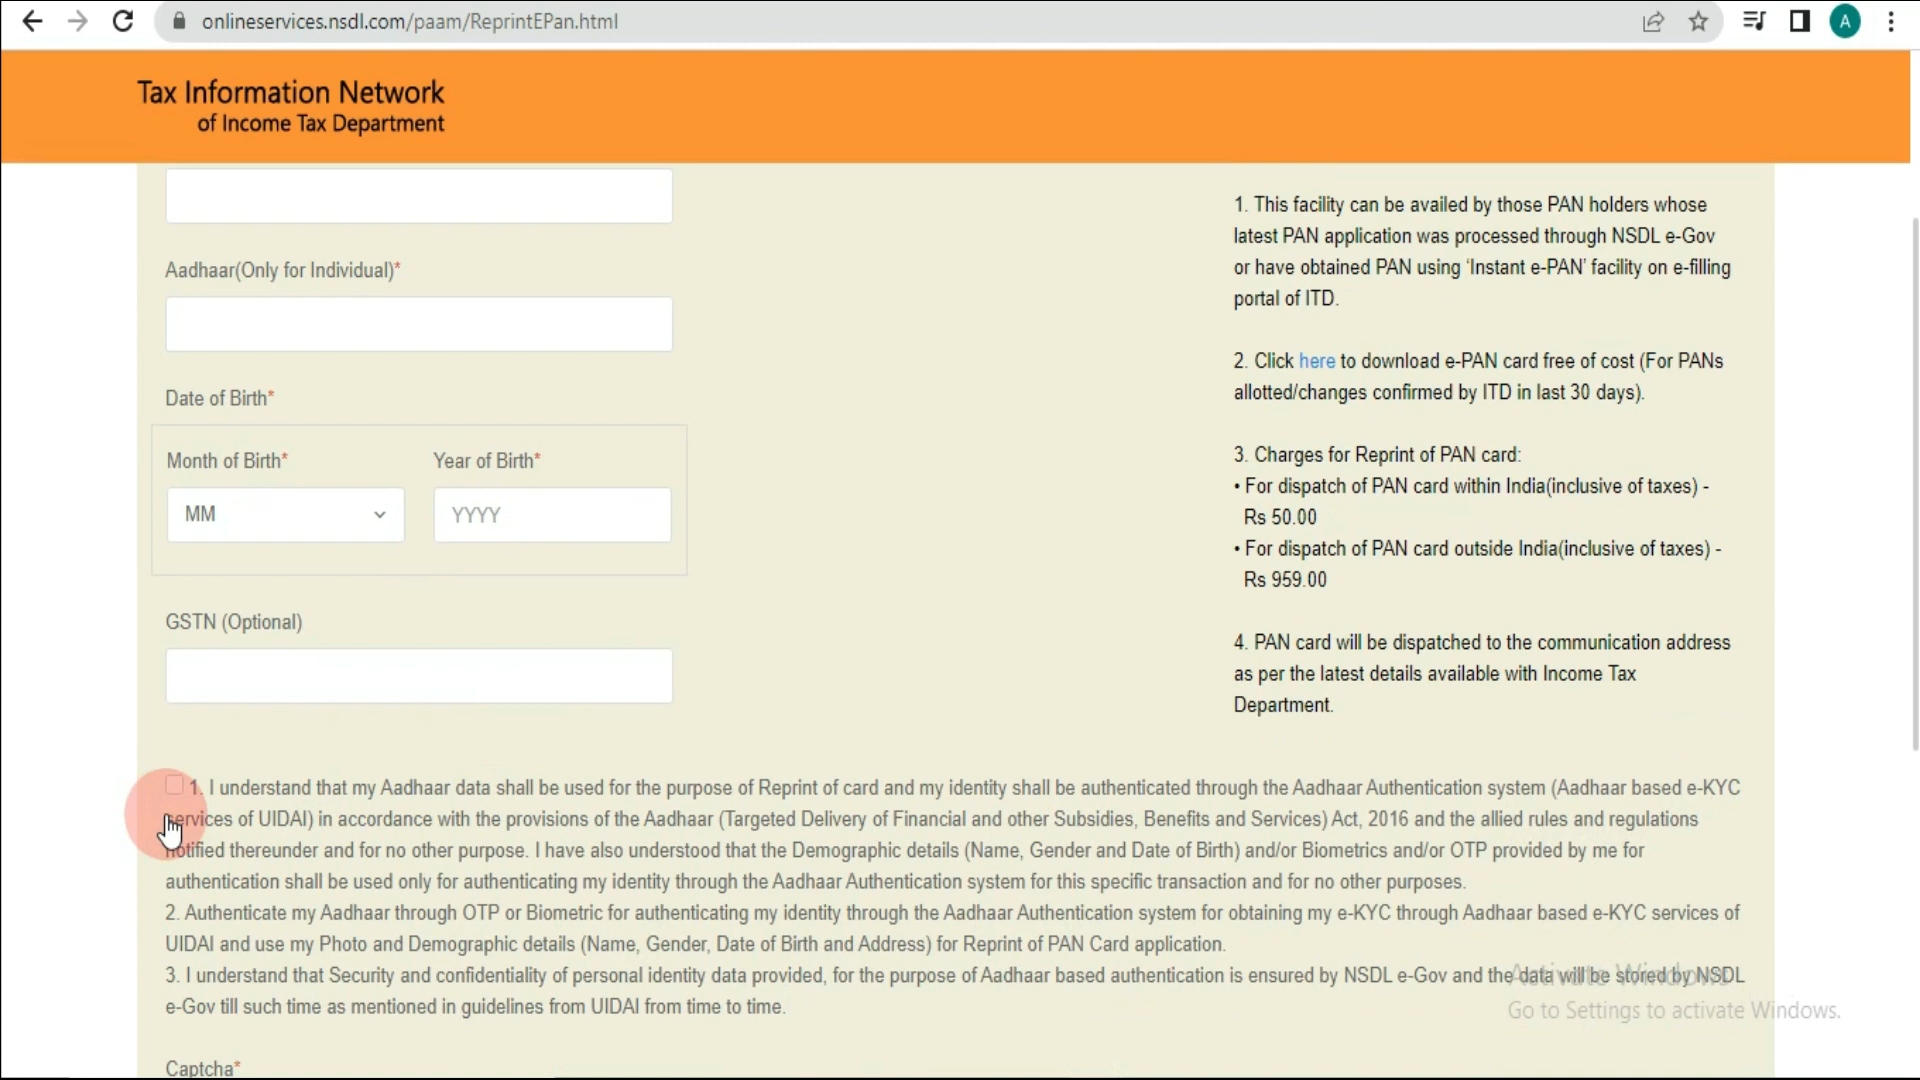 onlineservices.nsdl.com/paam/ReprintEPan.html
A
Tax Information Network
of Income Tax Department
Aadhaar(Only for Individual)*
Date of Birth*
Month of Birth*
Year of Birth*
MM
YYYY
GSTN (Optional)
1. This facility can be availed by those PAN holders whose
latest PAN application was processed through NSDL e-Gov
or have obtained PAN using ‘Instant e-PAN’ facility on e-filling
portal of ITD.
2. Click here to download e-PAN card free of cost (For PANs
allotted/changes confirmed by ITD in last 30 days).
3. Charges for Reprint of PAN card:
• For dispatch of PAN card within India(inclusive of taxes) -
Rs 50.00
• For dispatch of PAN card outside India(inclusive of taxes) -
Rs 959.00
4. PAN card will be dispatched to the communication address
as per the latest details available with Income Tax
Department.
1. I understand that my Aadhaar data shall be used for the purpose of Reprint of card and my identity shall be authenticated through the Aadhaar Authentication system (Aadhaar based e-KYC
services of UIDAI) in accordance with the provisions of the Aadhaar (Targeted Delivery of Financial and other Subsidies, Benefits and Services) Act, 2016 and the allied rules and regulations
notified thereunder and for no other purpose. I have also understood that the Demographic details (Name, Gender and Date of Birth) and/or Biometrics and/or OTP provided by me for
authentication shall be used only for authenticating my identity through the Aadhaar Authentication system for this specific transaction and for no other purposes.
2. Authenticate my Aadhaar through OTP or Biometric for authenticating my identity through the Aadhaar Authentication system for obtaining my e-KYC through Aadhaar based e-KYC services of
UIDAI and use my Photo and Demographic details (Name, Gender, Date of Birth and Address) for Reprint of PAN Card application.
3. I understand that Security and confidentiality of personal identity data provided, for the purpose of Aadhaar based authentication is ensured by NSDL e-Gov and the data will be stored by NSDL
e-Gov till such time as mentioned in guidelines from UIDAI from time to time.
Activate Windows
Go to Settings to activate Windows.
Captcha*